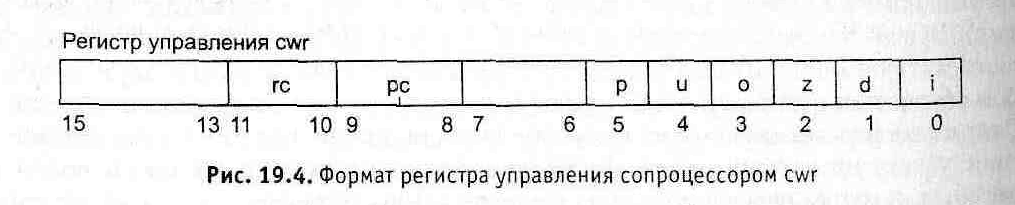 Регистр управления cwr
rc pc p u o z d i
15 13 11 10 9 8 7 6 5 4 3 2 1 0
Рис. 19.4. Формат регистра управления сопроцессором cwr